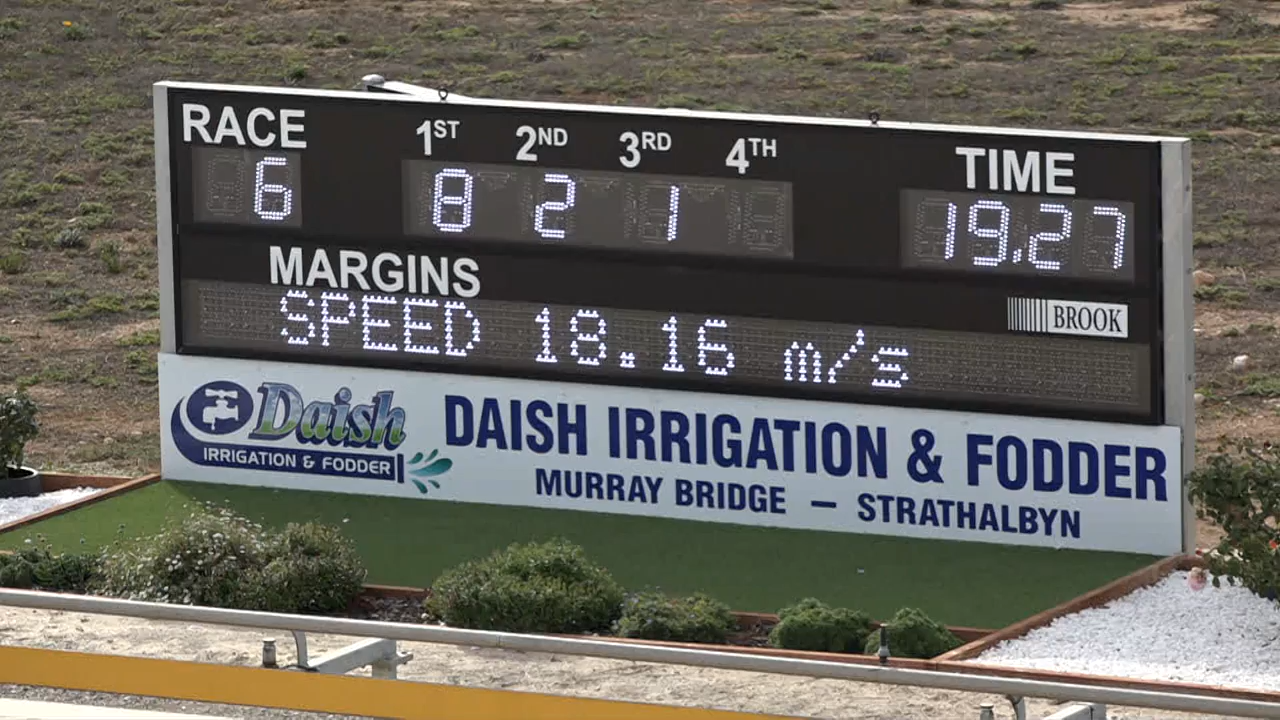 RACE 1ST 2ND 3RD 4TH TIME
6 8 2 1 19.27
MARGINS
BROOK
SPEED 18.16 m/s
Daish
IRRIGATION & FODDER
DAISH IRRIGATION & FODDER
MURRAY BRIDGE – STRATHALBYN